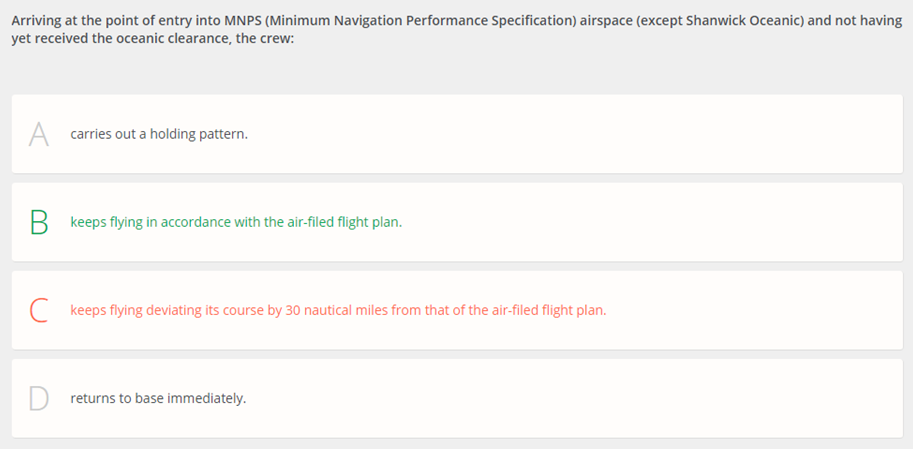 Arriving at the point of entry into MNPS (Minimum Navigation Performance Specification) airspace (except Shanwick Oceanic) and not having
yet received the oceanic clearance, the crew:
A carries out a holding pattern.
B keeps flying in accordance with the air-filed flight plan.
C keeps flying deviating its course by 30 nautical miles from that of the air-filed flight plan.
D returns to base immediately.